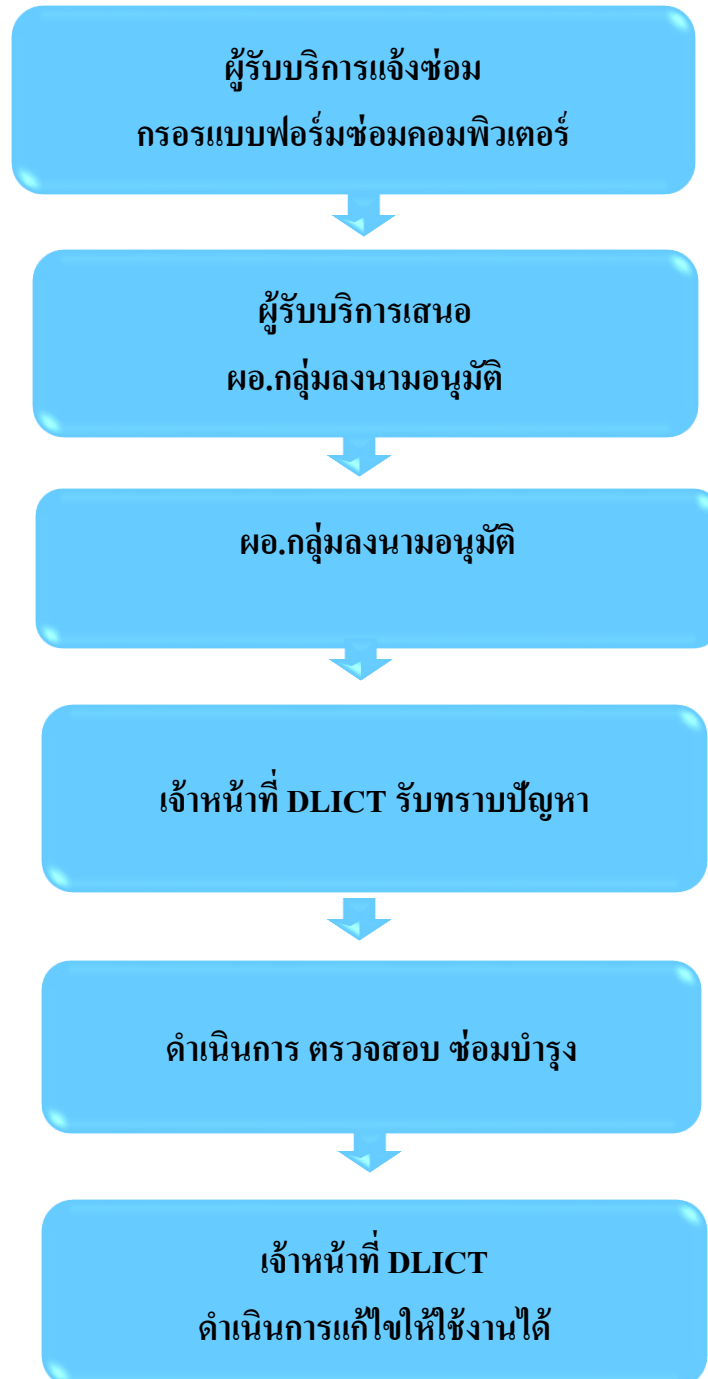 ผู้รับบริการแจ้งซ่อม
กรอรแบบฟอร์มซ่อมคอมพิวเตอร์
ผู้รับบริการเสนอ
ผอ.กลุ่มลงนามอนุมัติ
ผอ.กลุ่มลงนามอนุมัติ
เจ้าหน้าที่ DLICT รับทราบปัญหา
ดำเนินการ ตรวจสอบ ซ่อมบำรุง
เจ้าหน้าที่ DLICT
ดำเนินการแก้ไขให้ใช้งานได้